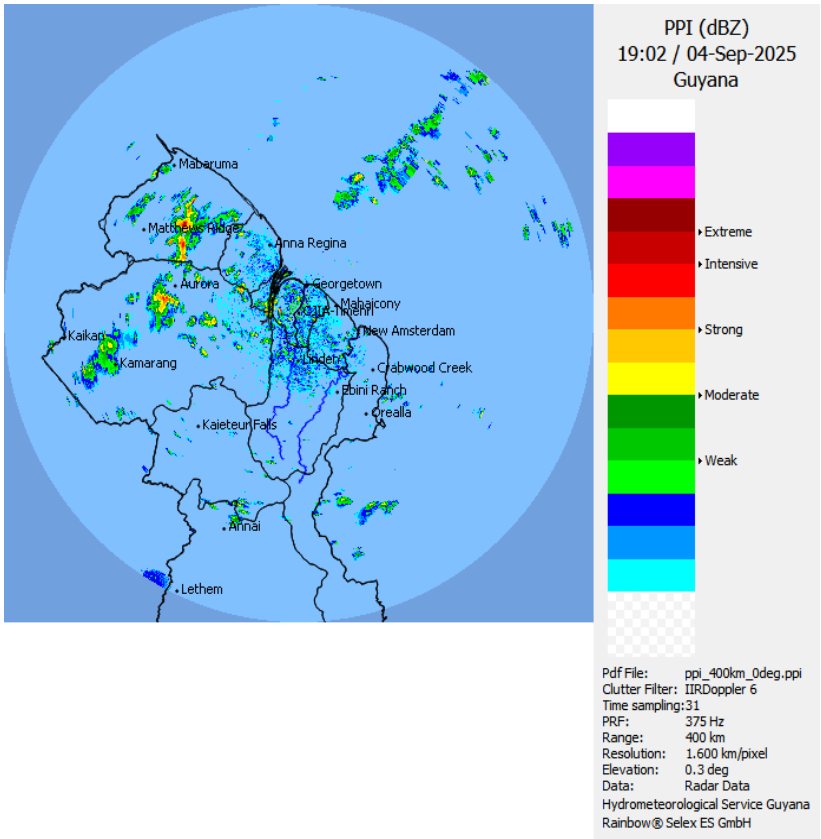 PPI (dBZ)
19:02 / 04-Sep-2025
Guyana
Mabaruma
Matthews Ridge
Anna Regina
Aurora
Georgetown
Mahaicony
CJIA-Timehri
New Amsterdam
Kaikan
Kamarang
Linden
Crabwood Creek
Ebini Ranch
Orealla
Kaieteur Falls
Annai
Lethem
Extreme
Intensive
Strong
Moderate
Weak
Pdf File: ppi_400km_0deg.ppi
Clutter Filter: IIRDoppler 6
Time sampling:31
PRF: 375 Hz
Range: 400 km
Resolution: 1.600 km/pixel
Elevation: 0.3 deg
Data: Radar Data
Hydrometeorological Service Guyana
Rainbow® Selex ES GmbH